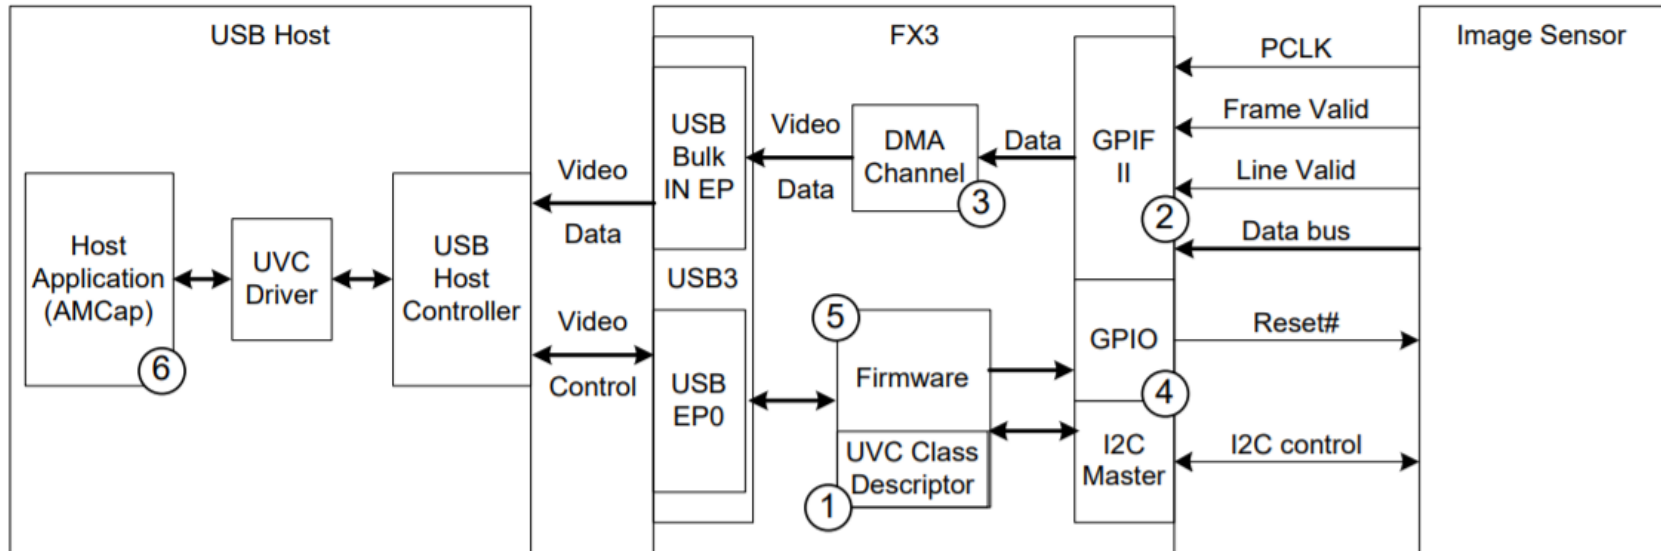 USB Host
FX3
Image Sensor
PCLK
Frame Valid
Line Valid
Data bus
Reset#
I2C control
GPIF
II
2
GPIO
4
I2C
Master
Data
DMA
Channel
3
Video
Data
USB
Bulk
IN EP
USB3
USB
EP0
5
Firmware
UVC Class
Descriptor
1
Video
Data
Video
Control
USB
Host
Controller
UVC
Driver
Host
Application
(AMCap)
6